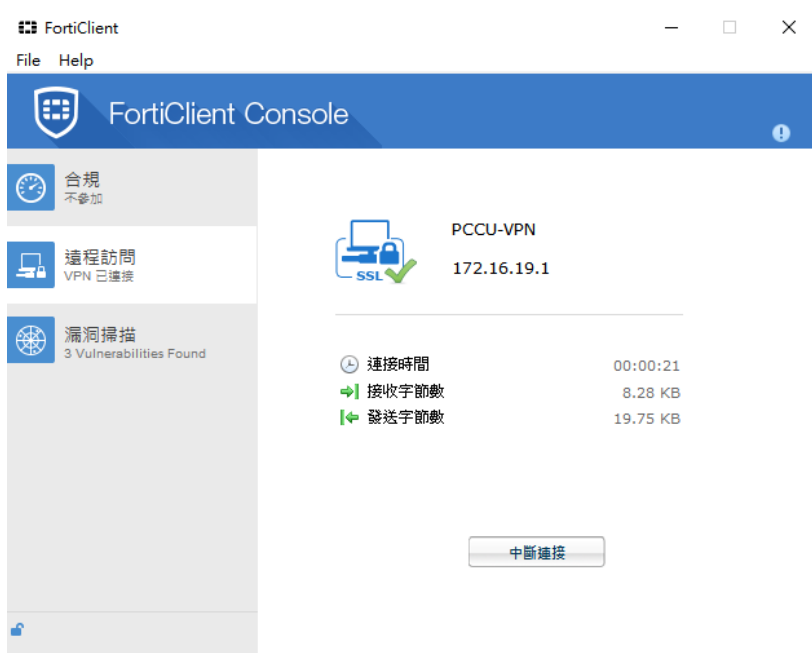 FortiClient
File Help
FortiClient Console
合規
不參加
遠程訪問
VPN 已連接
漏洞掃描
3 Vulnerabilities Found
SSL
PCCU-VPN
172.16.19.1
連接時間 00:00:21
接收字節數 8.28 KB
發送字節數 19.75 KB
中斷連接